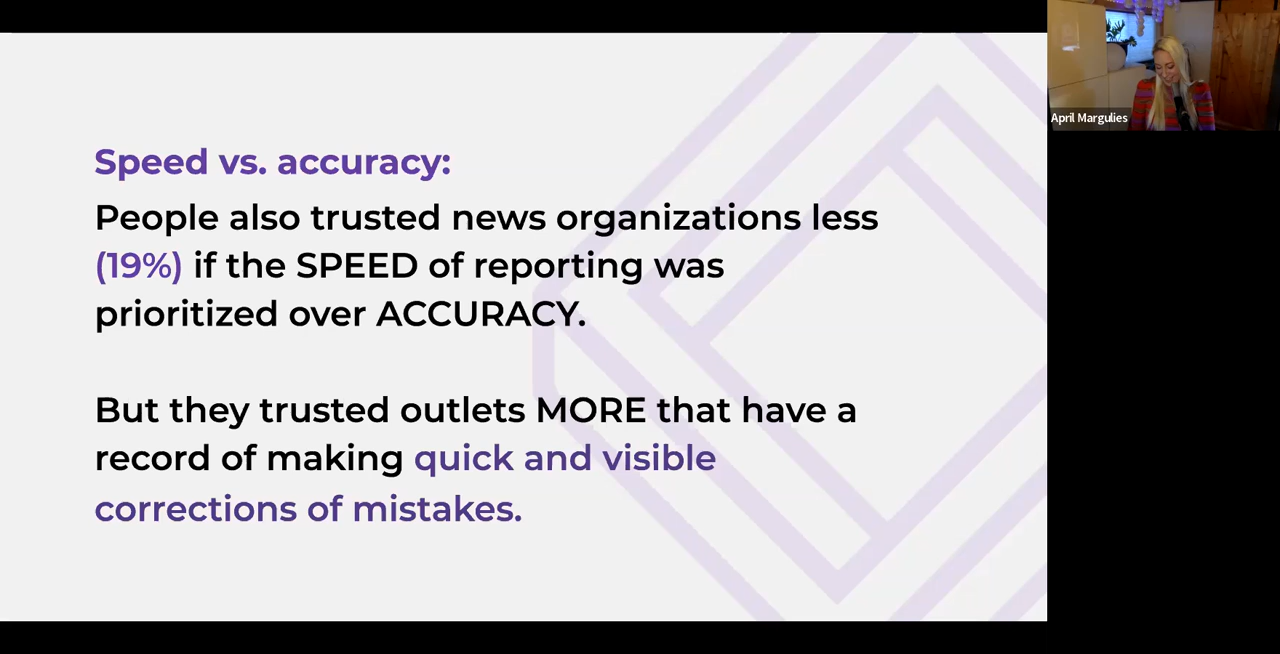 Speed vs. accuracy:
People also trusted news organizations less
(19%) if the SPEED of reporting was
prioritized over ACCURACY.
But they trusted outlets MORE that have a
record of making quick and visible
corrections of mistakes.
April Margulies